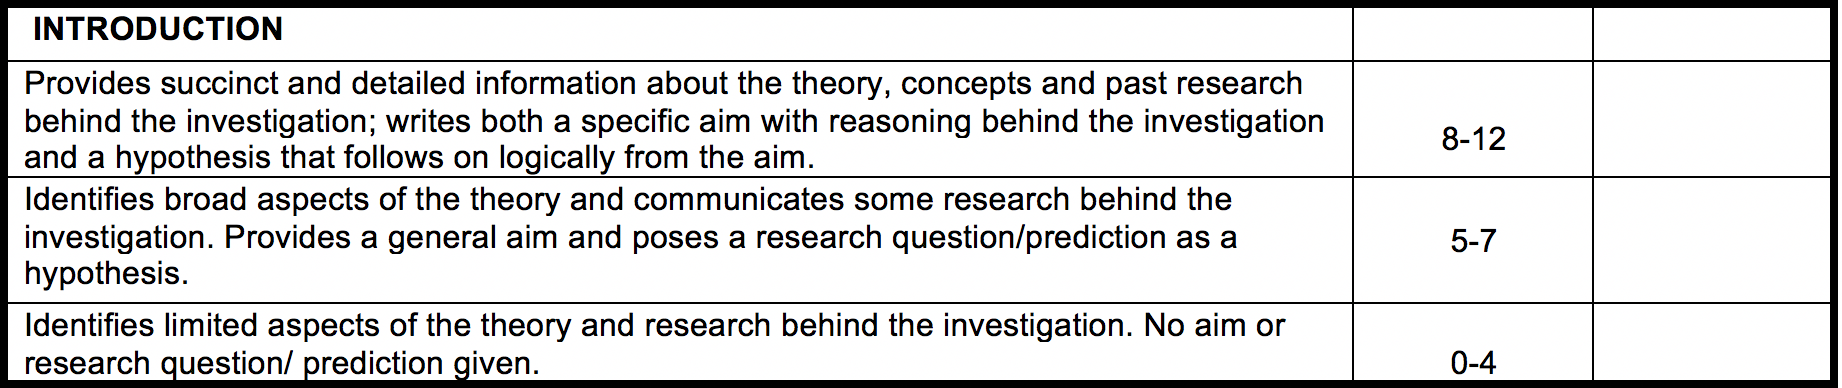 INTRODUCTION
Provides succinct and detailed information about the theory, concepts and past research
behind the investigation; writes both a specific aim with reasoning behind the investigation
and a hypothesis that follows on logically from the aim.
8-12
Identifies broad aspects of the theory and communicates some research behind the
investigation. Provides a general aim and poses a research question/prediction as a
hypothesis.
5-7
Identifies limited aspects of the theory and research behind the investigation. No aim or
research question/ prediction given.
0-4